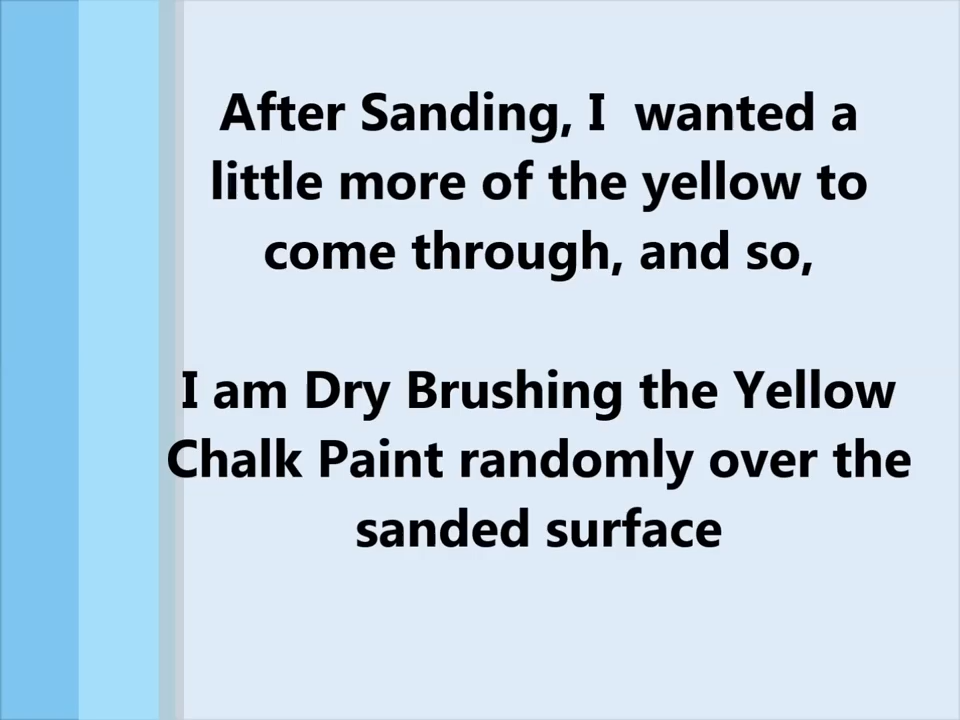 After Sanding, I  wanted a
little more of the yellow to
come through, and so,
I am Dry Brushing the Yellow
Chalk Paint randomly over the
sanded surface